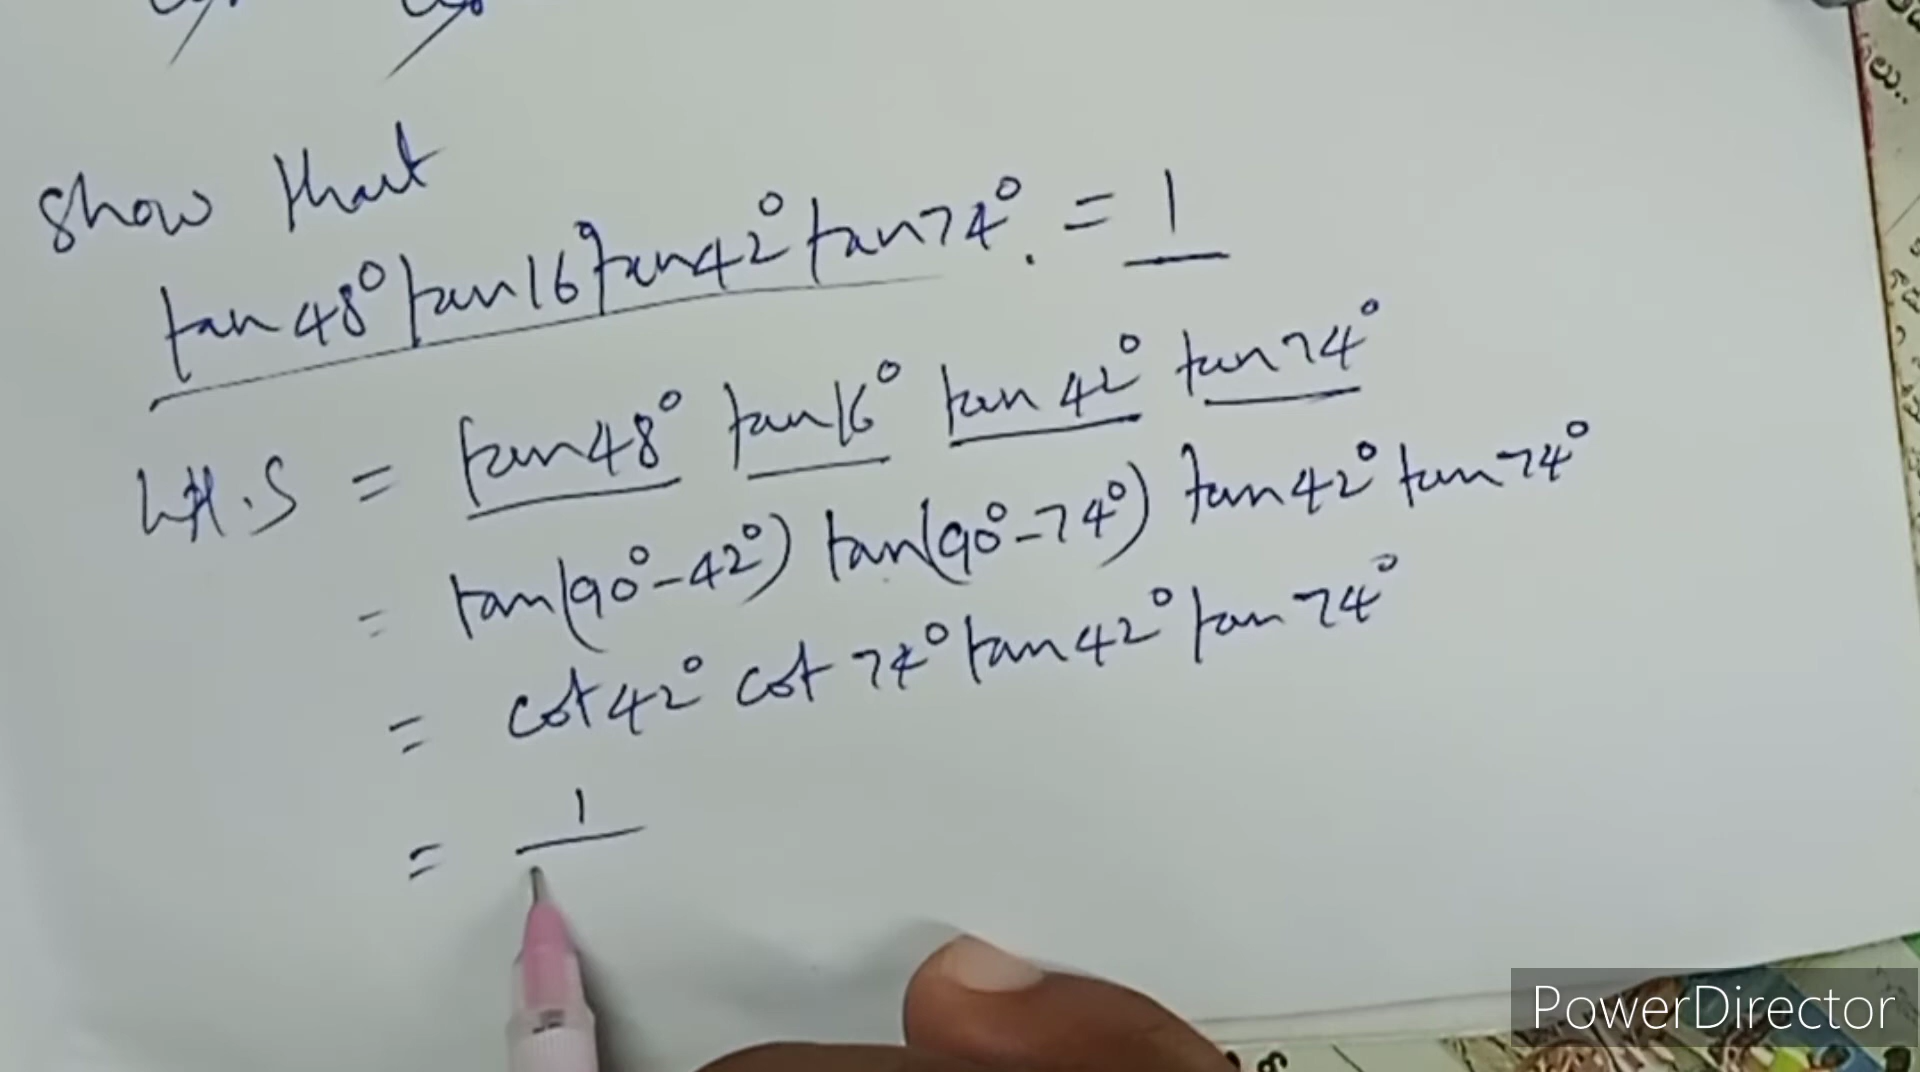 Show that
tan 48° tan 16° tan 42° tan 74°. = 1
L.H.S = tan 48° tan 16° tan 42° tan 74°
= tan(90°-42°) tan(90°-74°) tan 42° tan 74°
= cot 42° cot 74° tan 42° tan 74°
= 1
PowerDirector